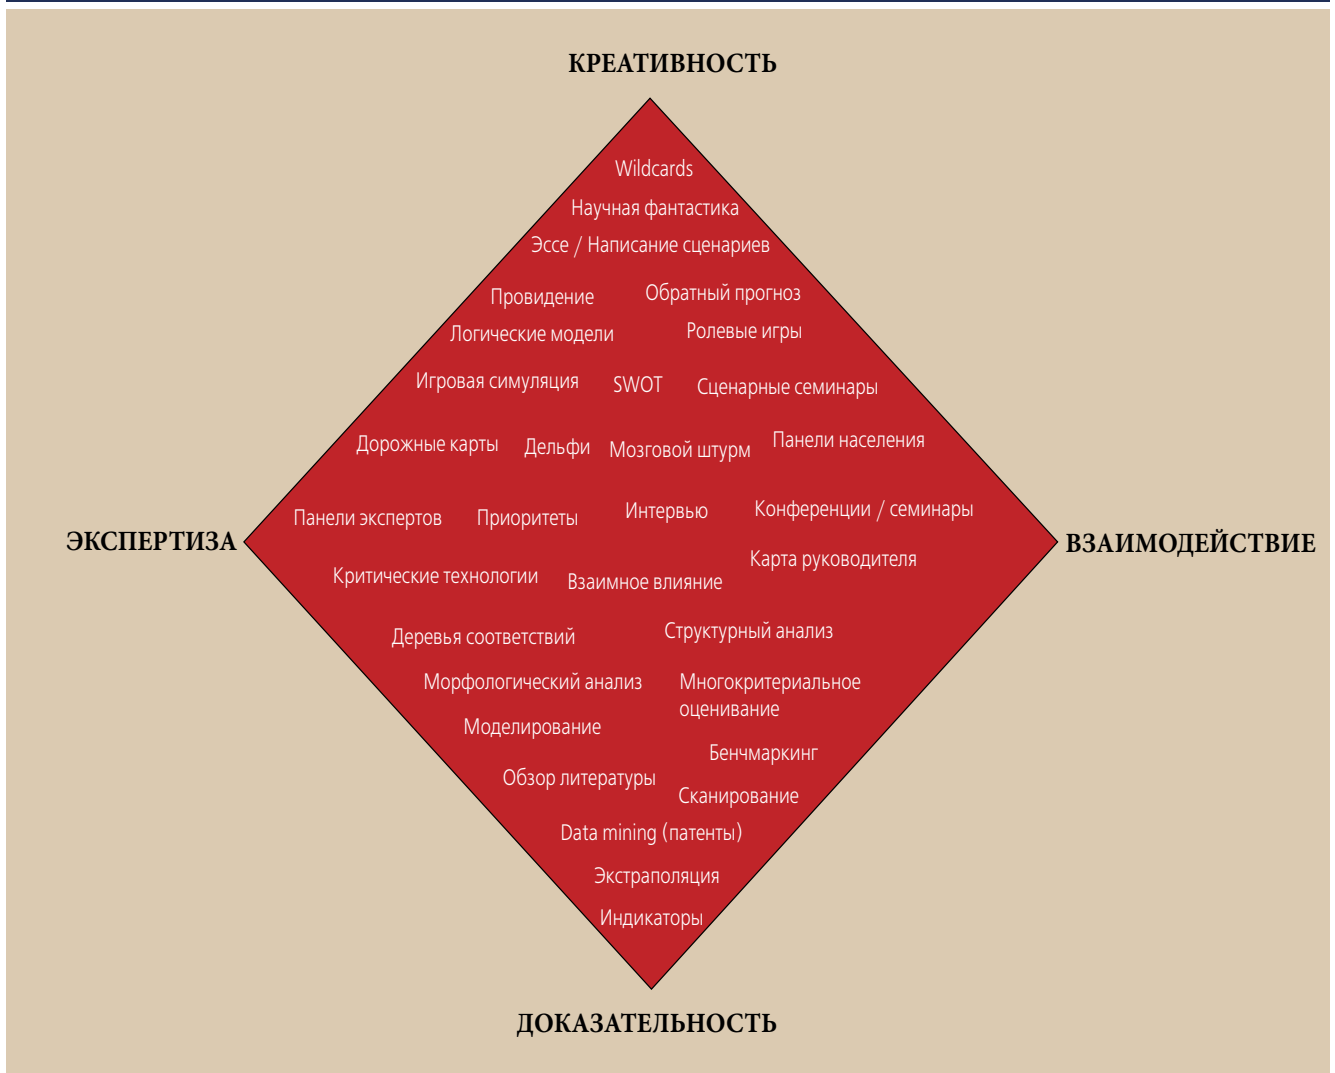 КРЕАТИВНОСТЬ
Wildcards
Научная фантастика
Эссе / Написание сценариев
Провидение
Обратный прогноз
Логические модели
Ролевые игры
Игровая симуляция
SWOT
Сценарные семинары
Дорожные карты
Дельфи
Мозговой штурм
Панели населения
Панели экспертов
Приоритеты
Интервью
Конференции / семинары
ЭКСПЕРТИЗА
ВЗАИМОДЕЙСТВИЕ
Карта руководителя
Критические технологии
Взаимное влияние
Деревья соответствий
Структурный анализ
Морфологический анализ
Многокритериальное
оценивание
Моделирование
Бенчмаркинг
Обзор литературы
Сканирование
Data mining (патенты)
Экстраполяция
Индикаторы
ДОКАЗАТЕЛЬНОСТЬ